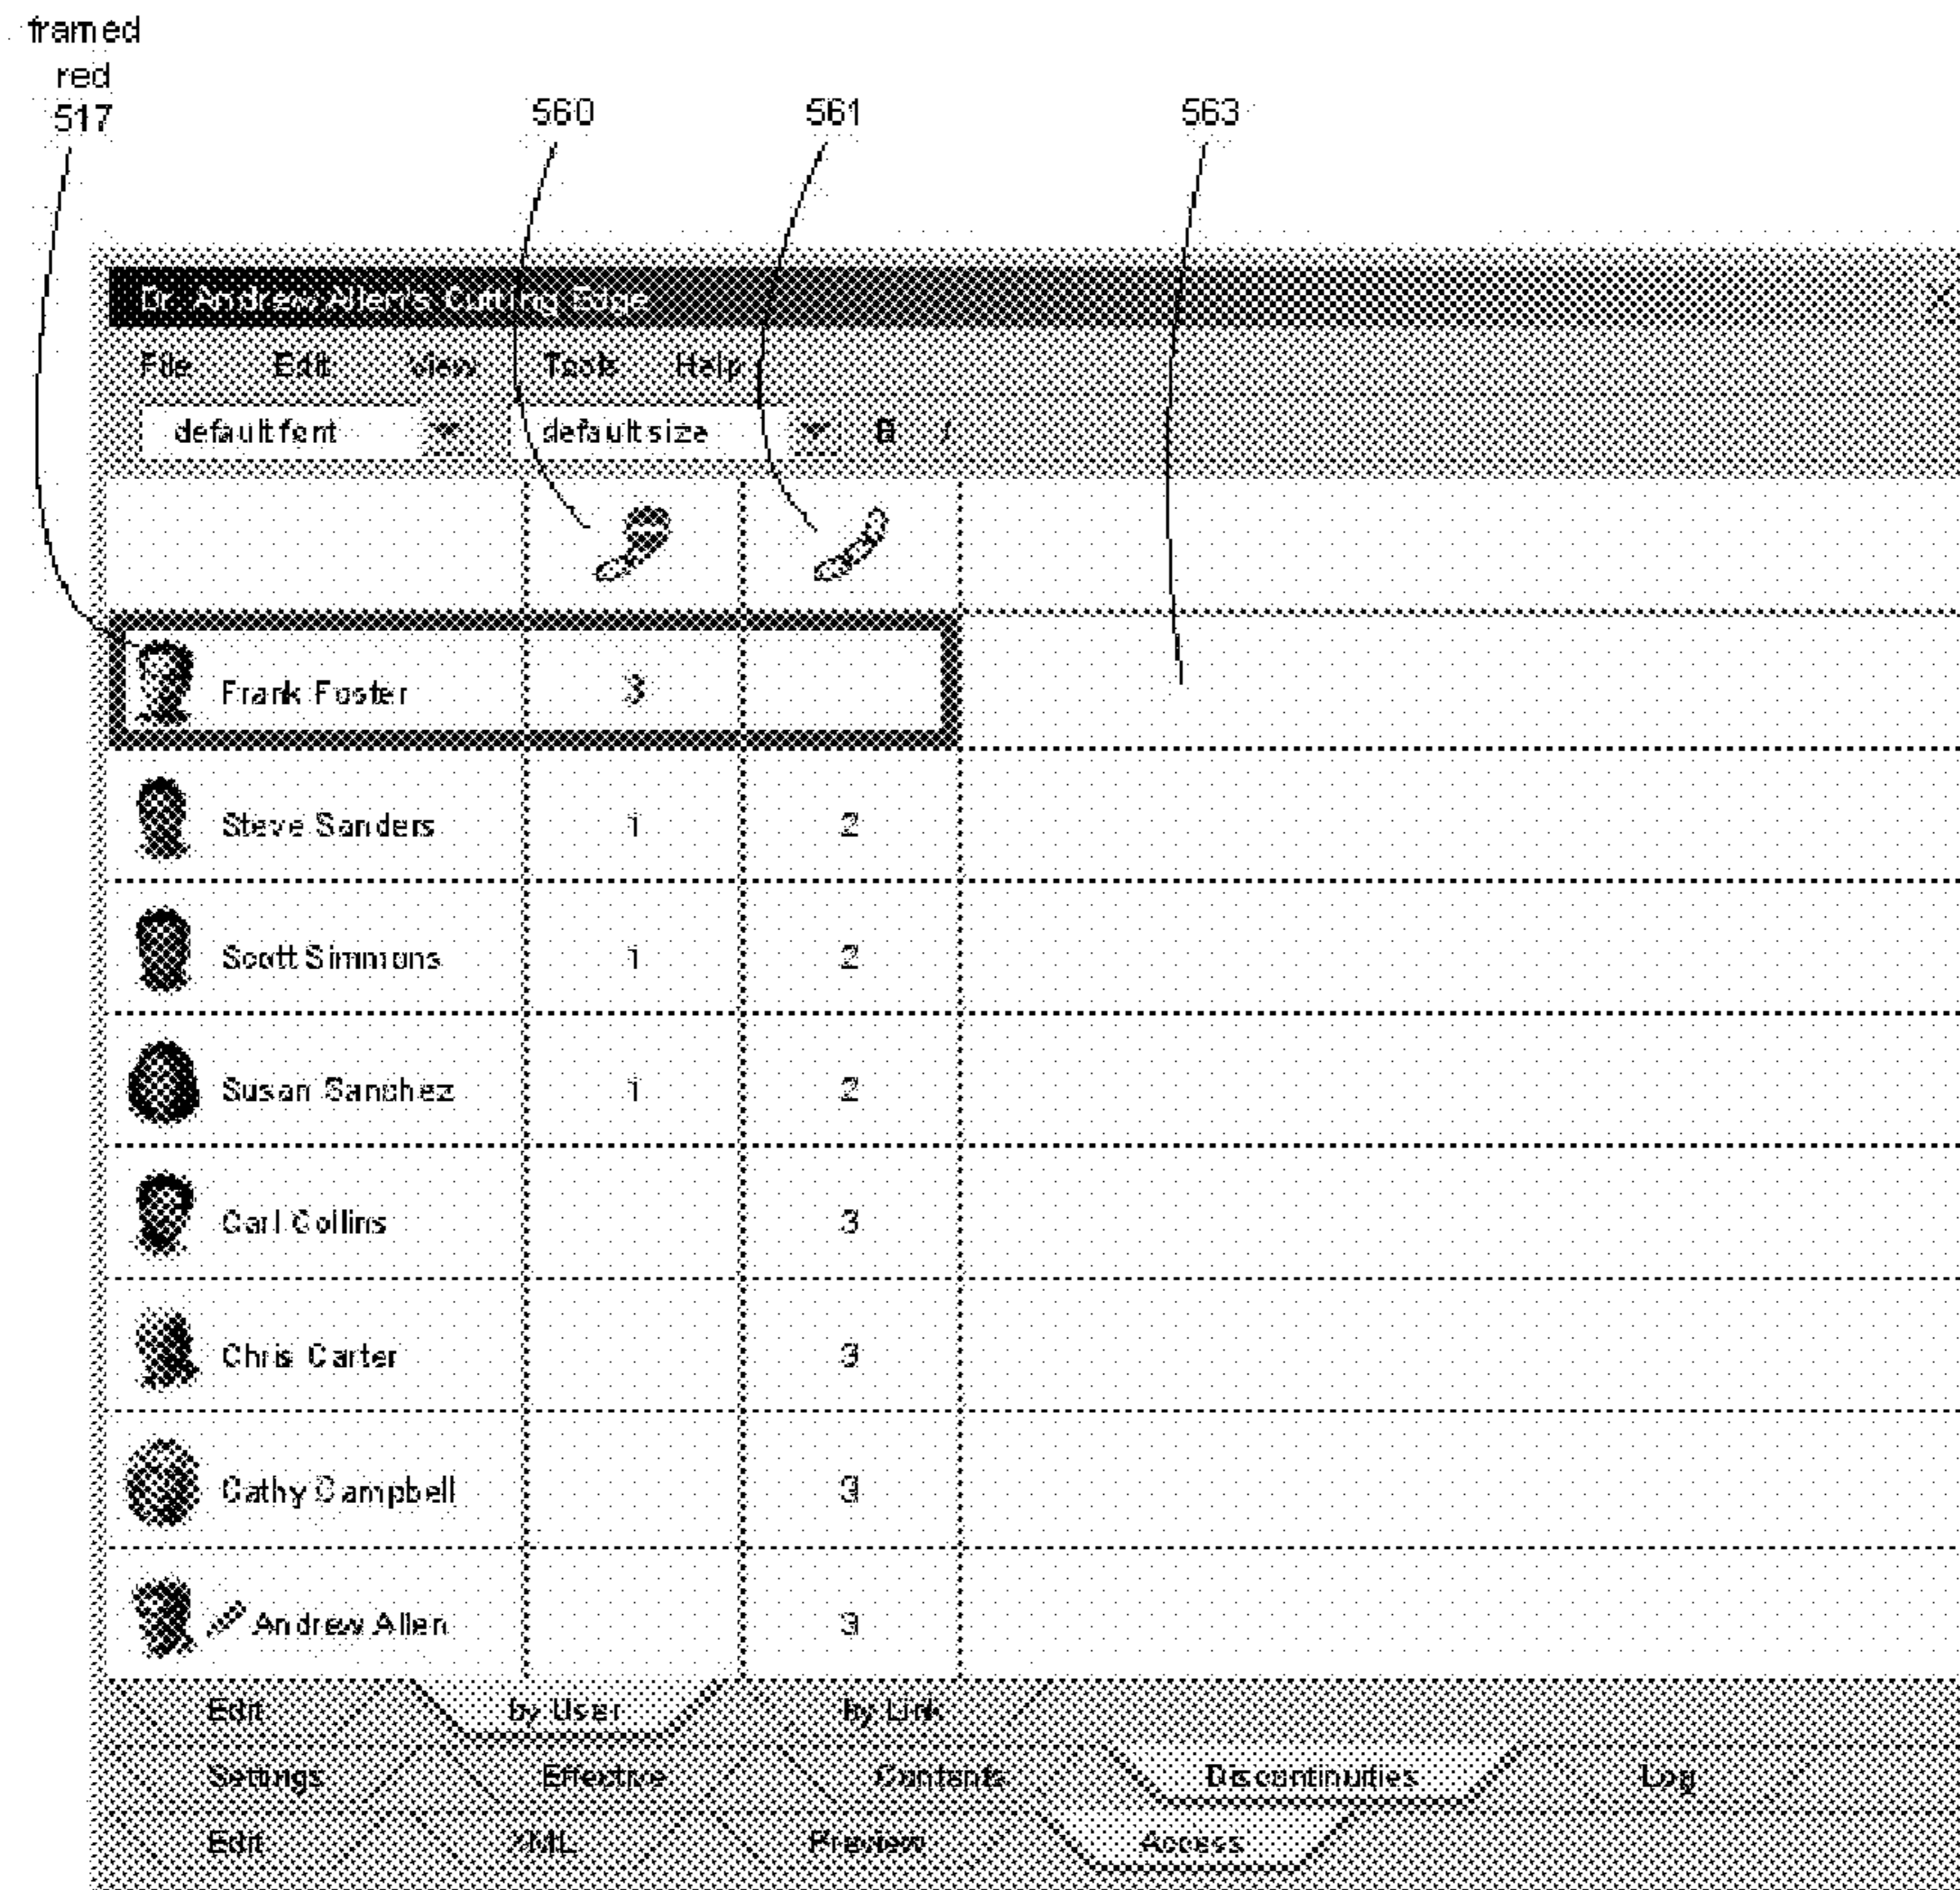 framed
red
517
560 561 563
Dr. Andrew Allen's Cutting Edge
File Edit View Tools Help
default font default size B I
Frank Foster 3
Steve Sanders 1 2
Scott Simmons 1 2
Susan Sanchez 1 2
Carl Collins 3
Chris Carter 3
Cathy Campbell 3
Andrew Allen 3
Edit by User by Link
Settings Effective Contents Discontinuities Log
Edit XML Preview Access